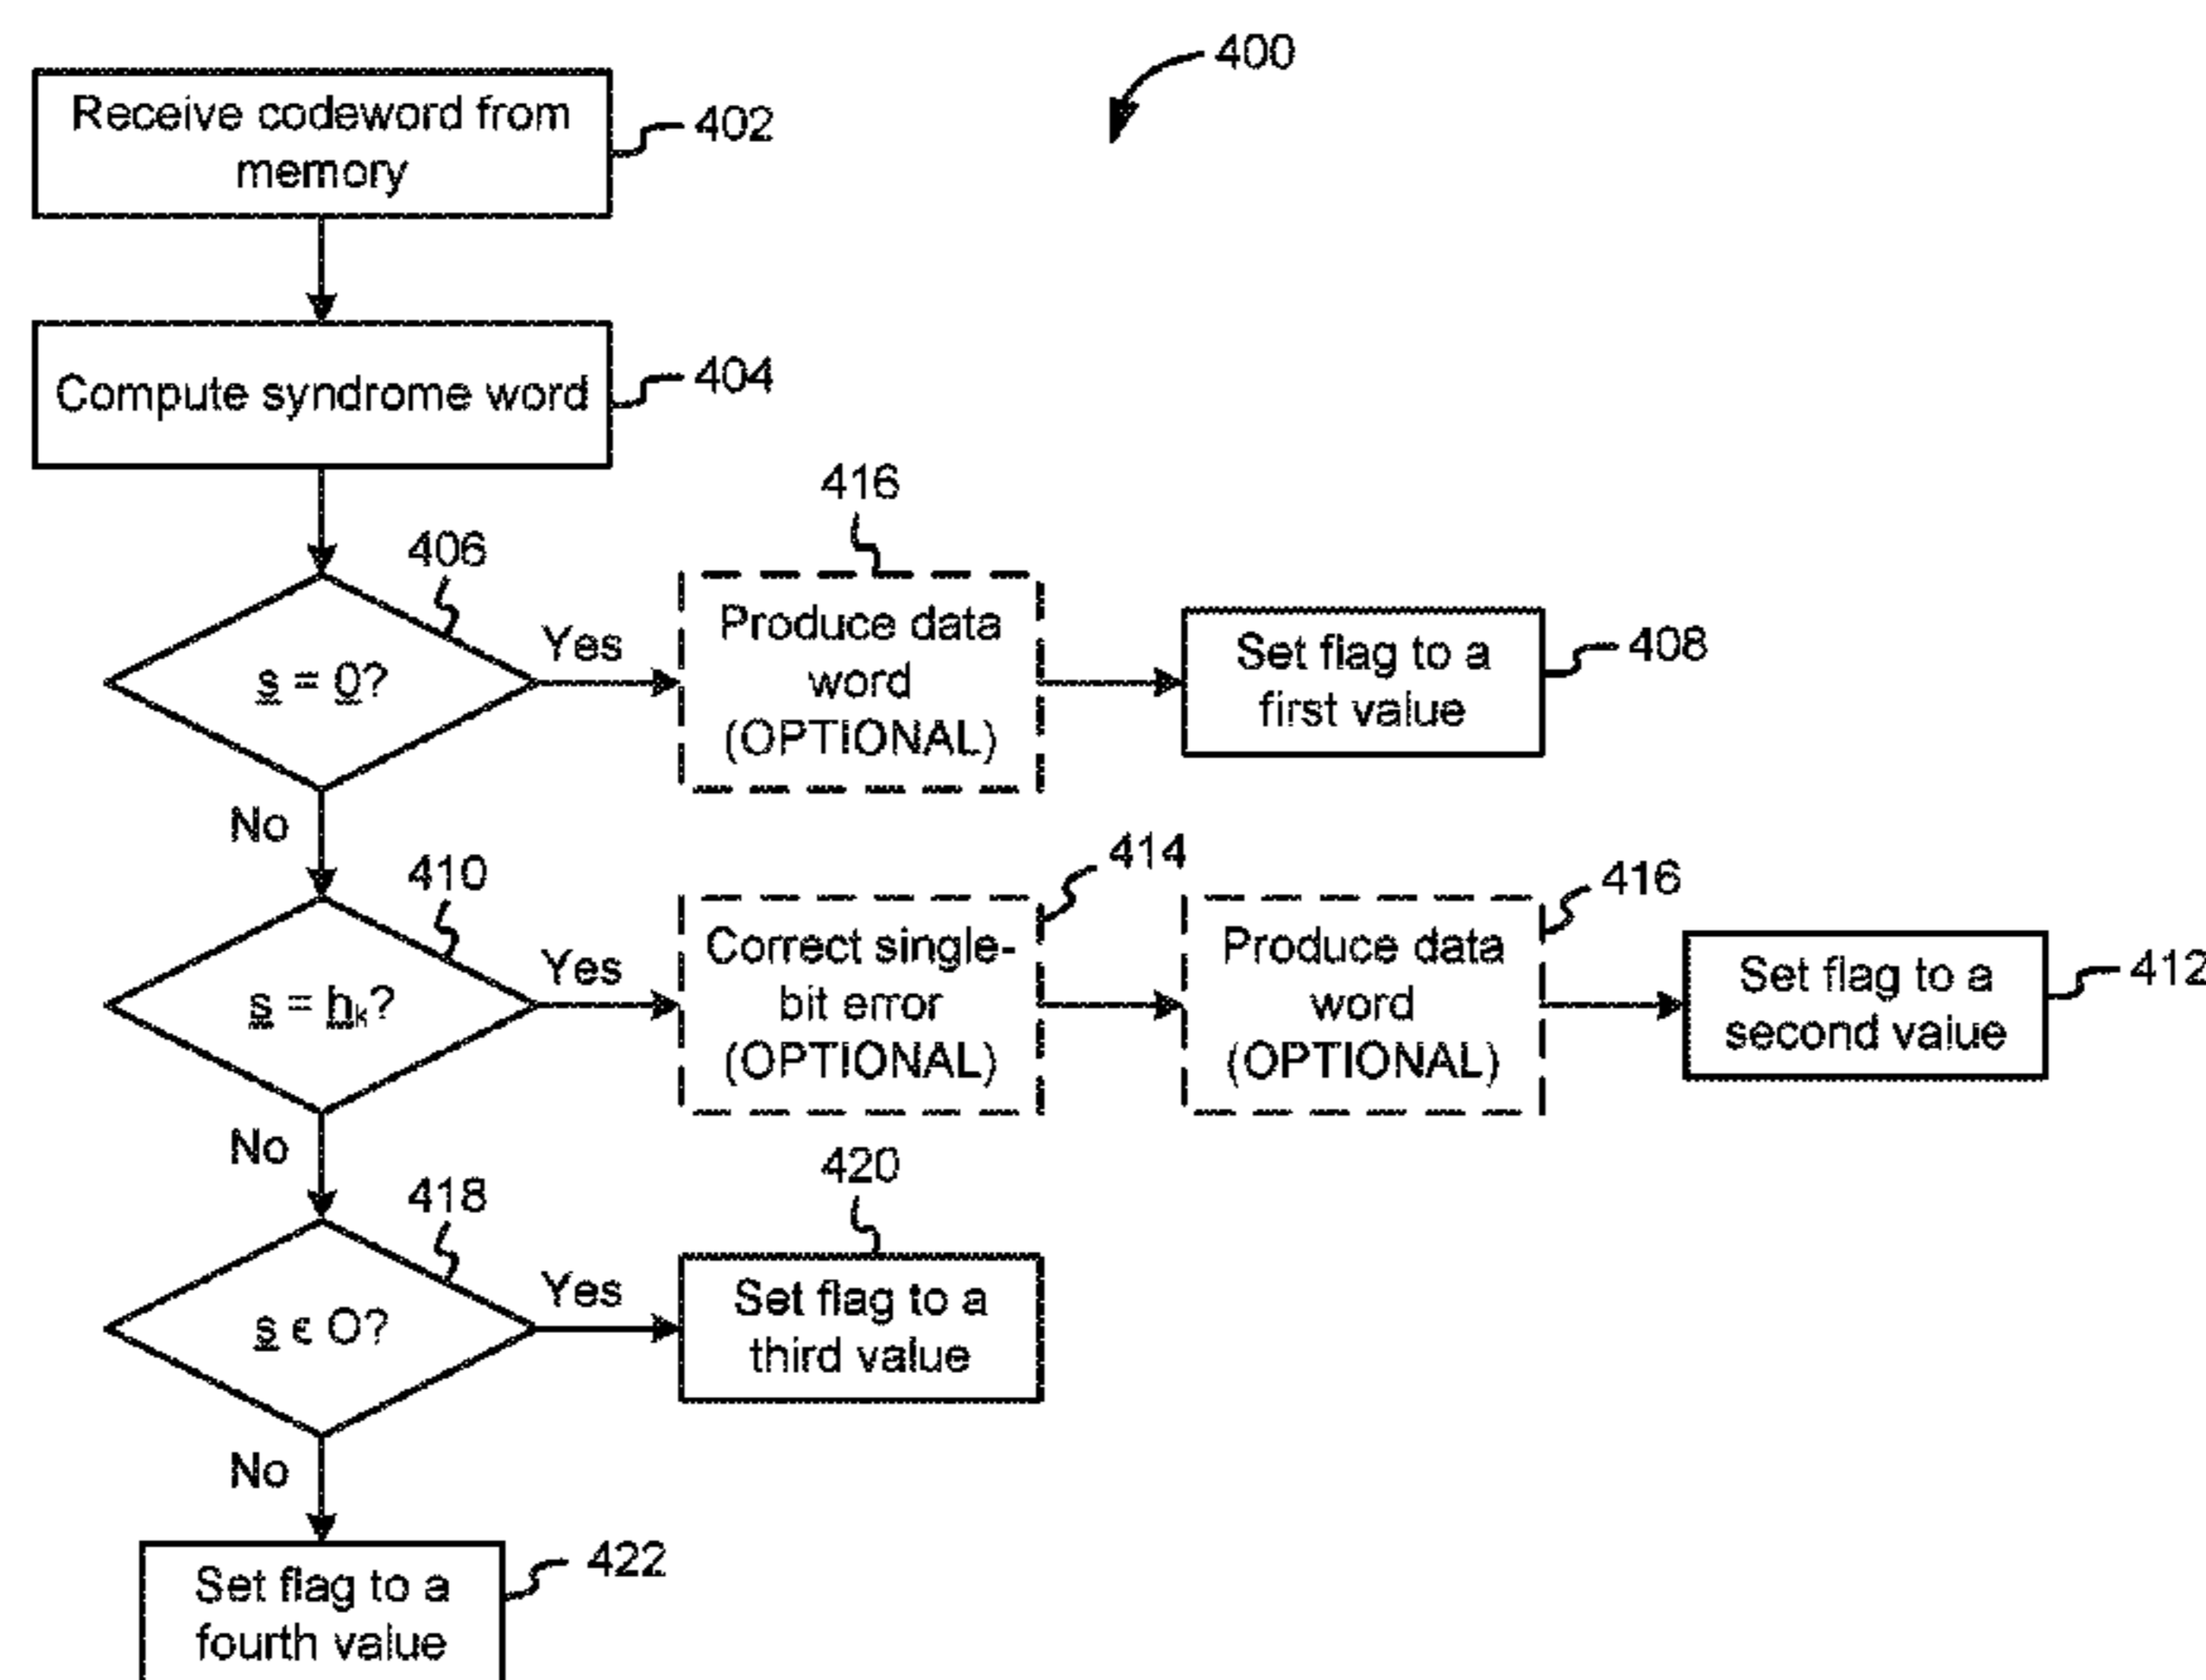 400
Receive codeword from
memory
402
Compute syndrome word
404
406
s = 0?
Yes
416
Produce data
word
(OPTIONAL)
Set flag to a
first value
408
No
410
s = hk?
Yes
Correct single-
bit error
(OPTIONAL)
414
Produce data
word
(OPTIONAL)
416
Set flag to a
second value
412
No
418
s ϵ O?
Yes
420
Set flag to a
third value
No
Set flag to a
fourth value
422